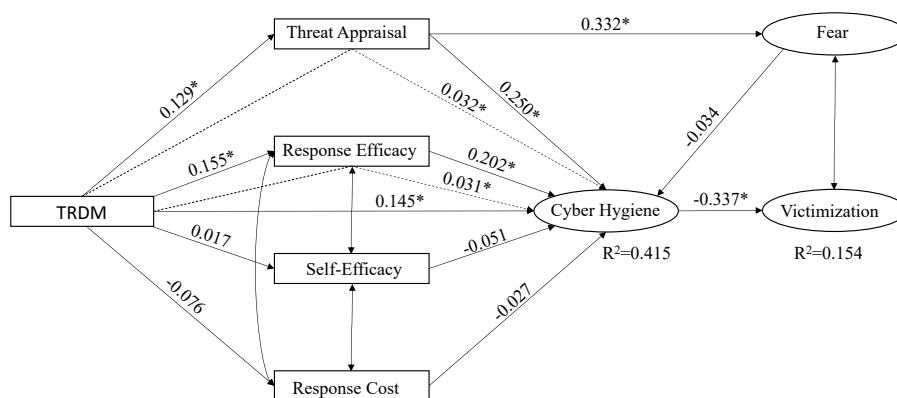 Threat Appraisal
0.332*
Fear
0.129*
0.032*
0.250*
-0.034
0.155*
Response Efficacy
0.202*
0.031*
TRDM
0.145*
Cyber Hygiene
-0.337*
Victimization
0.017
Self-Efficacy
-0.051
R²=0.415
R²=0.154
-0.076
-0.027
Response Cost